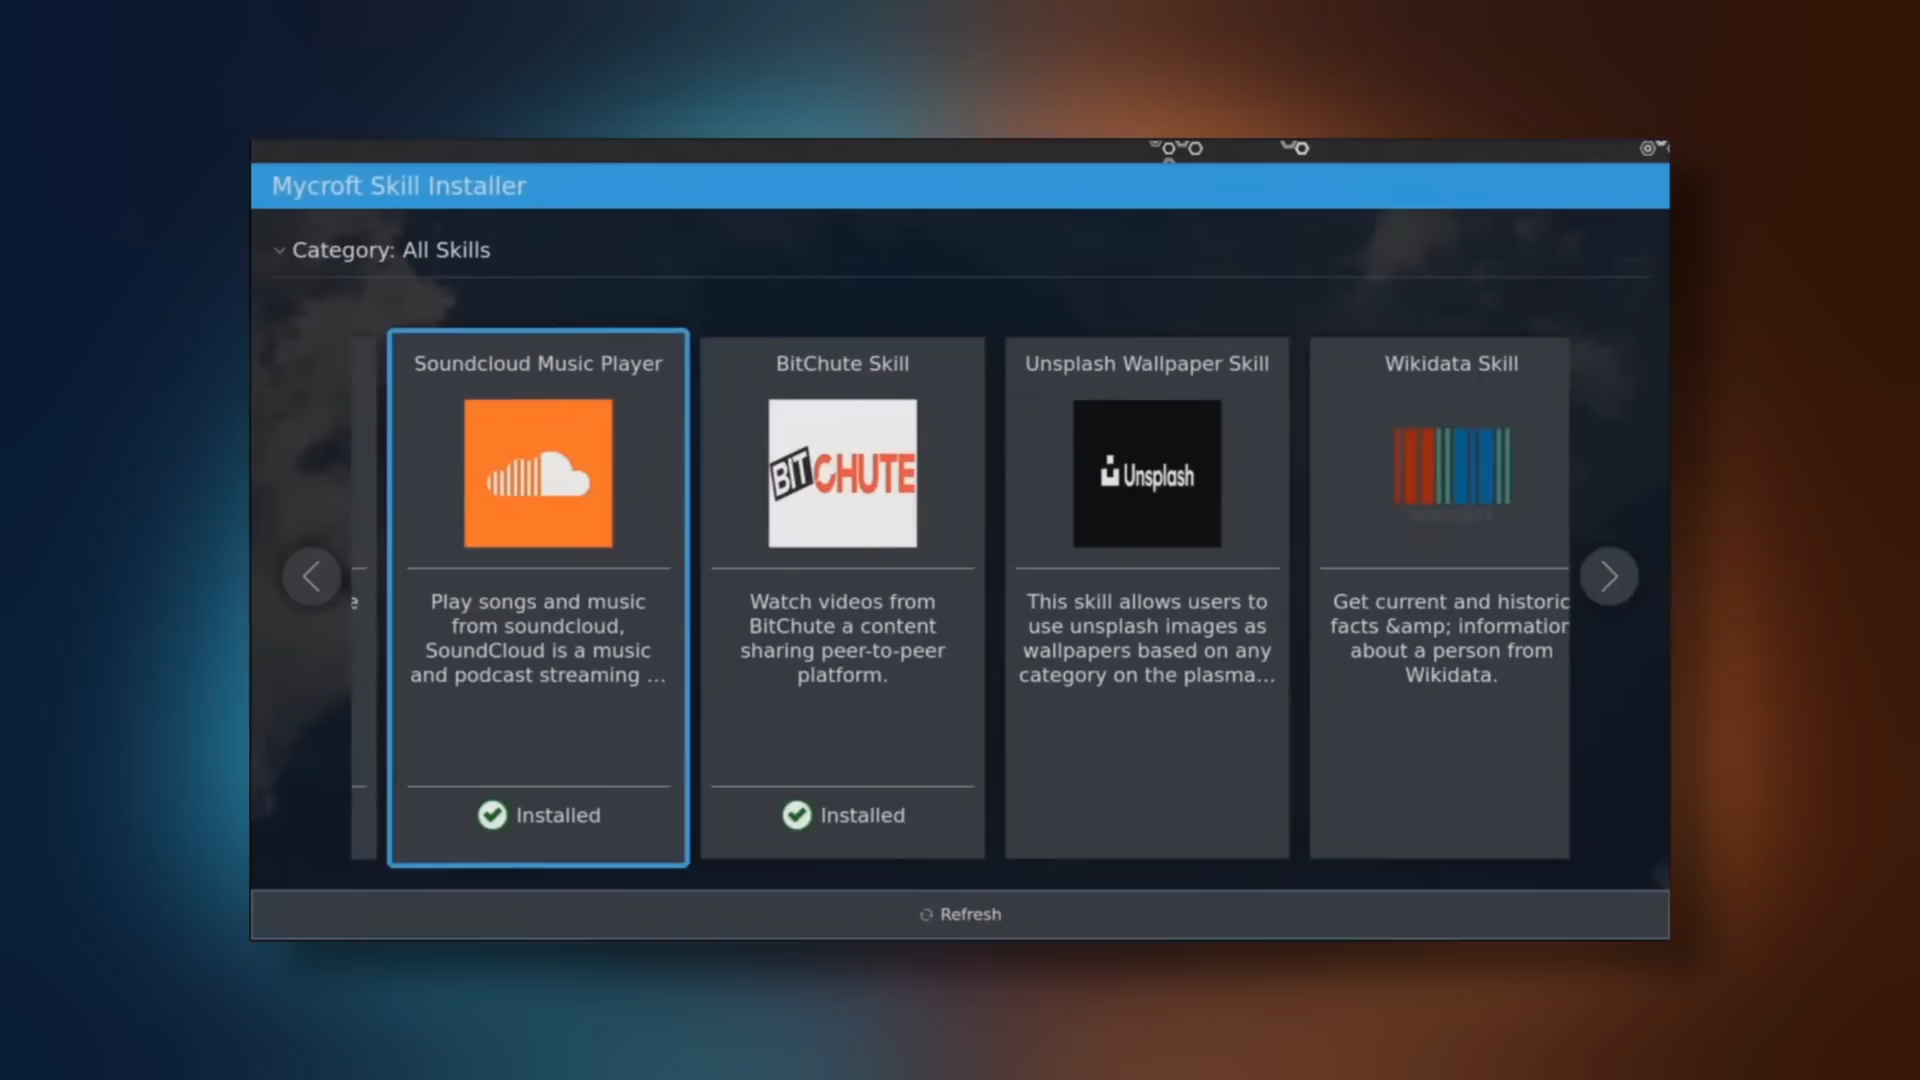 Mycroft Skill Installer
Category: All Skills
Soundcloud Music Player
Play songs and music
from soundcloud,
SoundCloud is a music
and podcast streaming ...
Installed
BitChute Skill
BITCHUTE
Watch videos from
BitChute a content
sharing peer-to-peer
platform.
Installed
Unsplash Wallpaper Skill
Unsplash
This skill allows users to
use unsplash images as
wallpapers based on any
category on the plasma...
Wikidata Skill
Get current and historic
facts &amp; information
about a person from
Wikidata.
e
Refresh